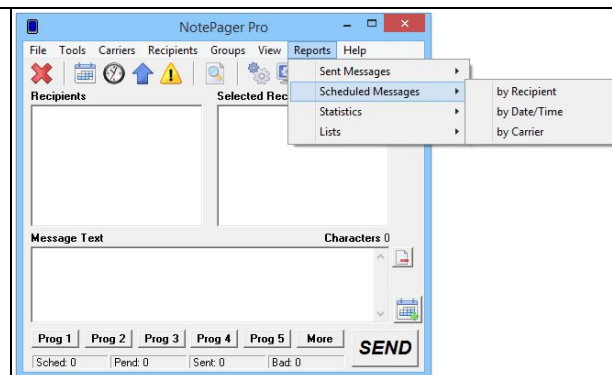 NotePager Pro
File Tools Carriers Recipients Groups View Reports Help
Sent Messages
Scheduled Messages
Statistics
Lists
by Recipient
by Date/Time
by Carrier
Recipients
Selected Rec
Message Text
Characters 0
Prog 1 Prog 2 Prog 3 Prog 4 Prog 5 More
SEND
Sched: 0 Pend: 0 Sent: 0 Bad: 0